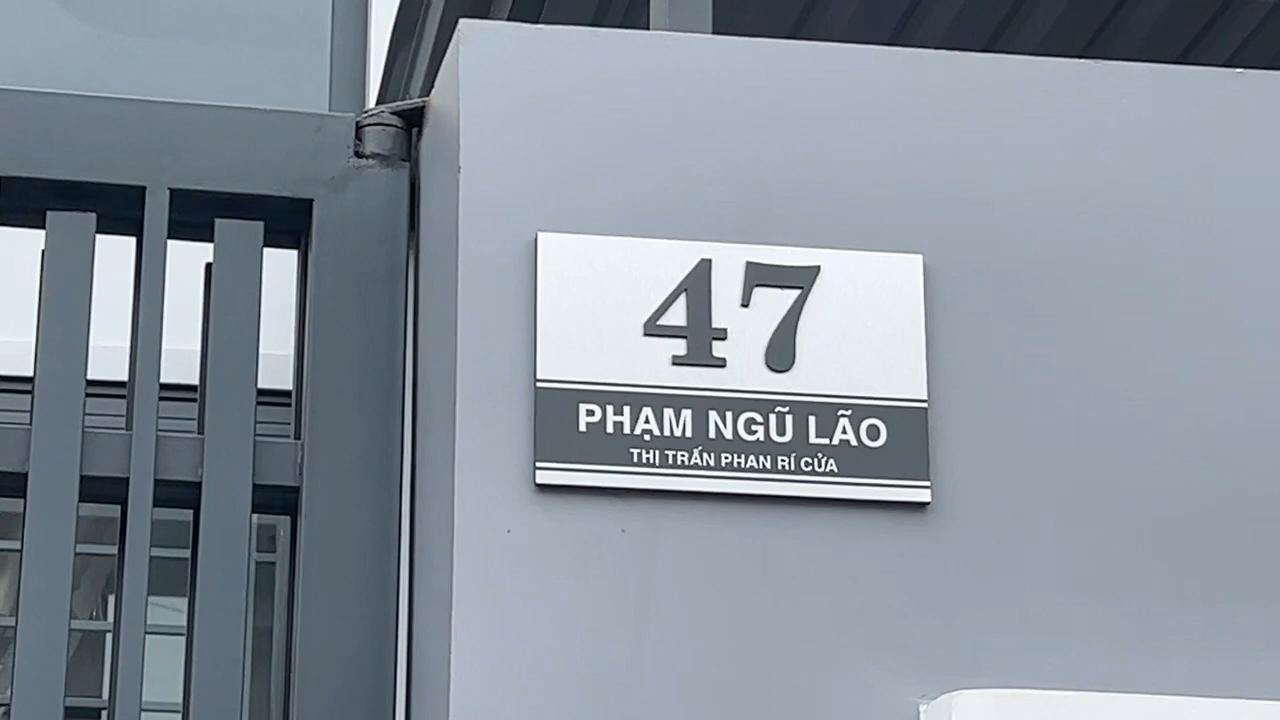 47
PHẠM NGŨ LÃO
THỊ TRẤN PHAN RÍ CỬA